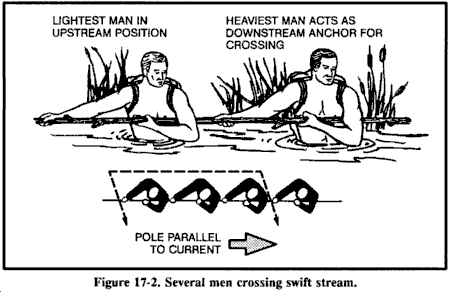 LIGHTEST MAN IN
UPSTREAM POSITION
HEAVIEST MAN ACTS AS
DOWNSTREAM ANCHOR FOR
CROSSING
POLE PARALLEL
TO CURRENT
Figure 17-2. Several men crossing swift stream.